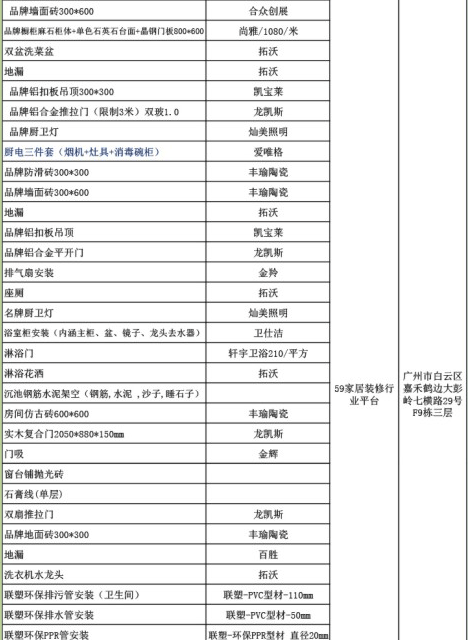 品牌墙面砖300*600 合众创展
品牌橱柜麻石柜体+单色石英石台面+晶钢门板800*600 尚雅/1080/米
双盆洗菜盆 拓沃
地漏 拓沃
品牌铝扣板吊顶300*300 凯宝莱
品牌铝合金推拉门（限制3米）双玻1.0 龙凯斯
品牌厨卫灯 灿美照明
厨电三件套（烟机+灶具+消毒碗柜） 爱唯格
品牌防滑砖300*300 丰瑜陶瓷
品牌墙面砖300*600 丰瑜陶瓷
地漏 拓沃
品牌铝扣板吊顶 凯宝莱
品牌铝合金平开门 龙凯斯
排气扇安装 金羚
座厕 拓沃
名牌厨卫灯 灿美照明
浴室柜安装（内涵主柜、盆、镜子、龙头去水器） 卫仕洁
淋浴门 轩宇卫浴210/平方
淋浴花洒 拓沃
沉池钢筋水泥架空（钢筋,水泥 ,沙子,陲石子）
房间仿古砖600*600 丰瑜陶瓷
实木复合门2050*880*150mm 龙凯斯
门吸 金辉
窗台铺抛光砖
石膏线(单层)
双扇推拉门 龙凯斯
品牌地面砖300*300 丰瑜陶瓷
地漏 百胜
洗衣机水龙头 拓沃
联塑环保排污管安装（卫生间） 联塑-PVC型材-110mm
联塑环保排水管安装 联塑-PVC型材-50mm
联塑环保PPR管安装 联塑-环保PPR型材 直径20mm
59家居装修行
业平台
广州市白云区
嘉禾鹤边大彭
岭七横路29号
F9栋三层